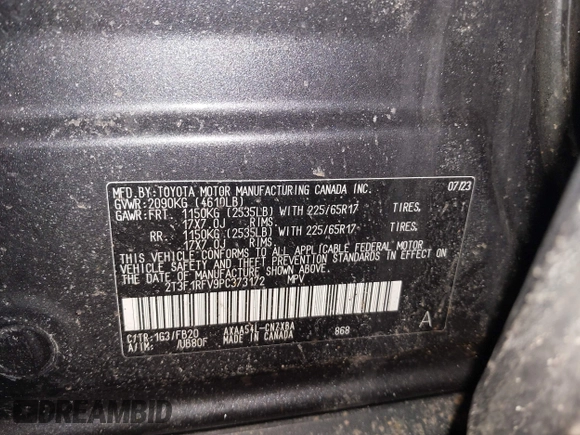 MFD.BY:TOYOTA MOTOR MANUFACTURING CANADA INC. 07/23
GVWR:2090KG (4610LB)
GAWR:FRT. 1150KG (2535LB) WITH 225/65R17 TIRES,
17X7.0J RIMS,
RR. 1150KG (2535LB) WITH 225/65R17 TIRES,
17X7.0J RIMS,
THIS VEHICLE CONFORMS TO ALL APPLICABLE FEDERAL MOTOR
VEHICLE SAFETY AND THEFT PREVENTION STANDARDS IN EFFECT ON
THE DATE OF MANUFACTURE SHOWN ABOVE.
2T3F1RFV9PC373172 MPV
C/TR:1G3/FB20 AXAA54L-CNZXBA 868 A
A/TM: /UB80F MADE IN CANADA
DREAMBID